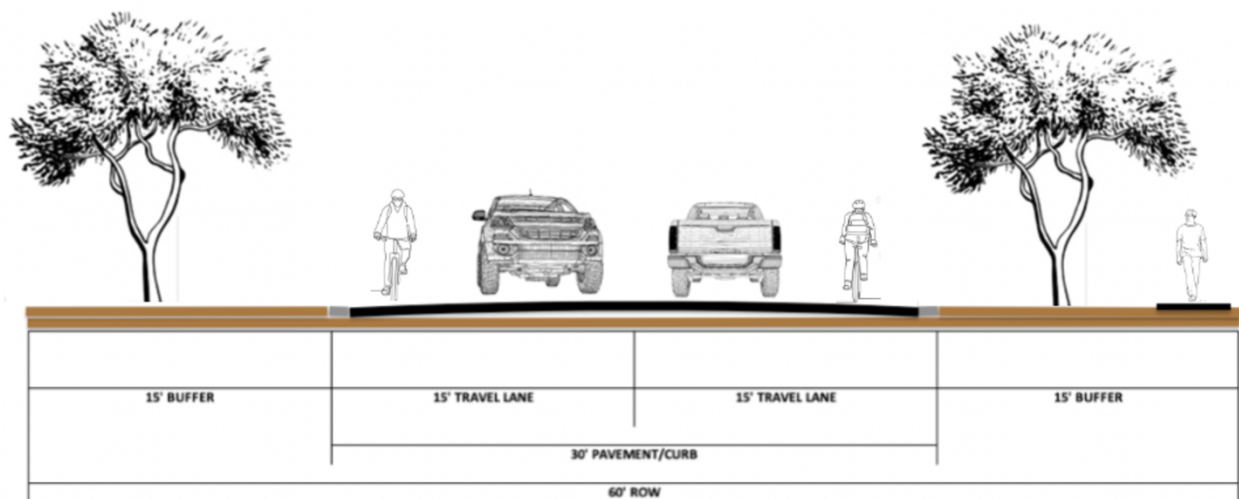 15' BUFFER
15' TRAVEL LANE
15' TRAVEL LANE
15' BUFFER
30' PAVEMENT/CURB
60' ROW